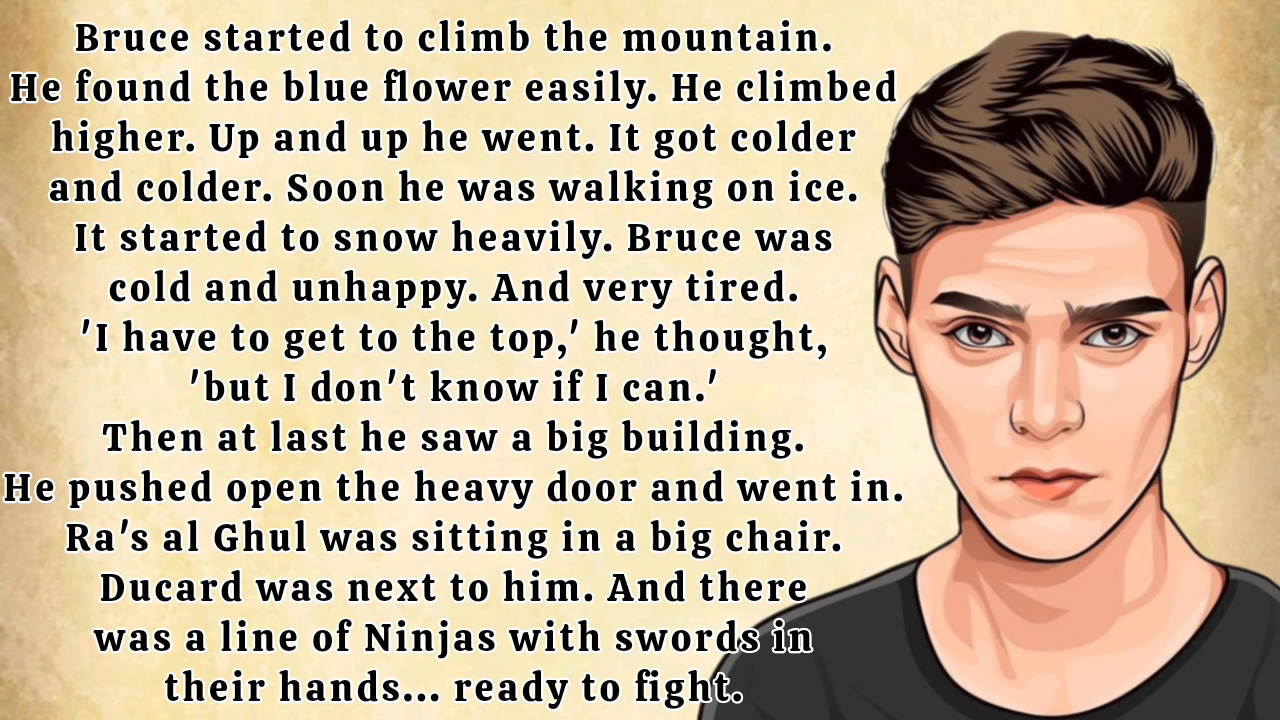 Bruce started to climb the mountain.
He found the blue flower easily. He climbed
higher. Up and up he went. It got colder
and colder. Soon he was walking on ice.
It started to snow heavily. Bruce was
cold and unhappy. And very tired.
'I have to get to the top,' he thought,
'but I don't know if I can.'
Then at last he saw a big building.
He pushed open the heavy door and went in.
Ra's al Ghul was sitting in a big chair.
Ducard was next to him. And there
was a line of Ninjas with swords in
their hands... ready to fight.